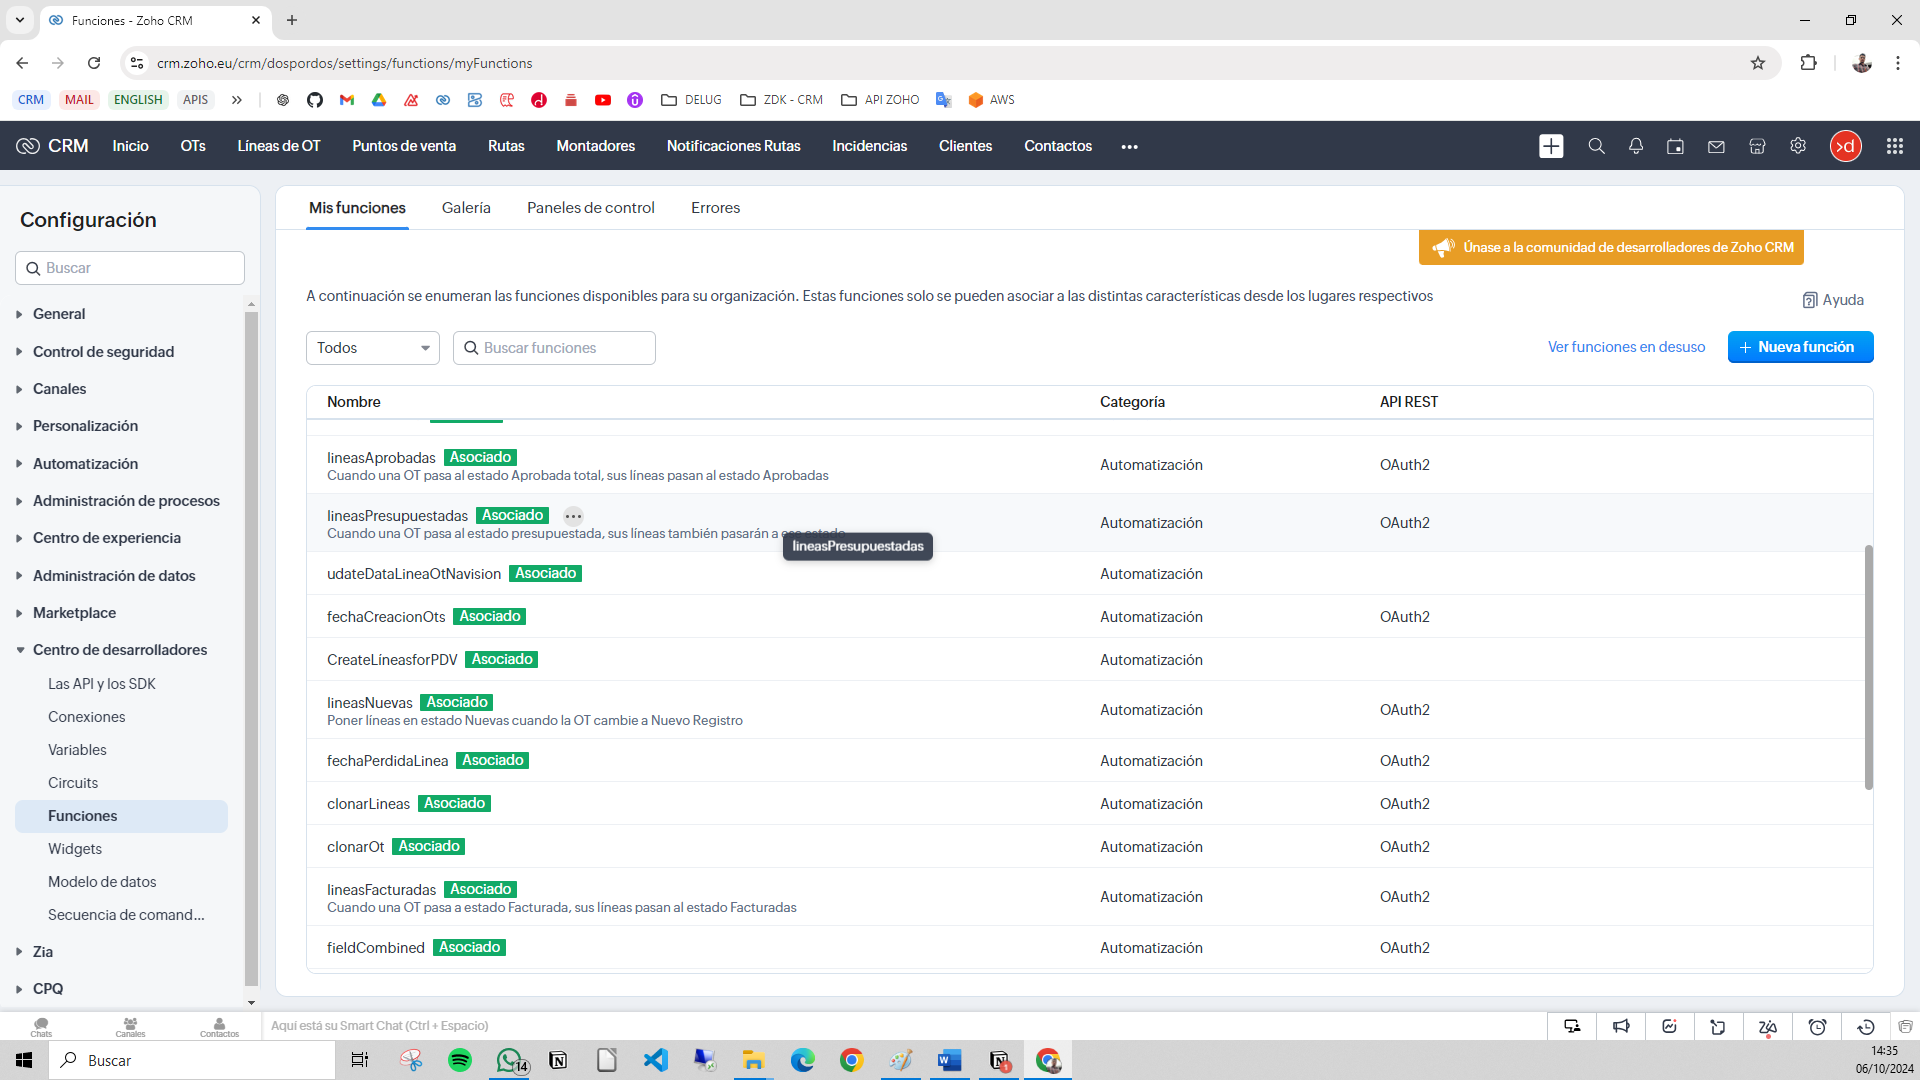 Funciones - Zoho CRM
crm.zoho.eu/crm/dospordos/settings/functions/myFunctions
CRM MAIL ENGLISH APIS DELUG ZDK - CRM API ZOHO AWS
CRM Inicio OTs Líneas de OT Puntos de venta Rutas Montadores Notificaciones Rutas Incidencias Clientes Contactos
Configuración
Buscar
General
Control de seguridad
Canales
Personalización
Automatización
Administración de procesos
Centro de experiencia
Administración de datos
Marketplace
Centro de desarrolladores
Las API y los SDK
Conexiones
Variables
Circuits
Funciones
Widgets
Modelo de datos
Secuencia de comand...
Zia
CPQ
Mis funciones Galería Paneles de control Errores
Únase a la comunidad de desarrolladores de Zoho CRM
A continuación se enumeran las funciones disponibles para su organización. Estas funciones solo se pueden asociar a las distintas características desde los lugares respectivos
Ayuda
Todos Buscar funciones Ver funciones en desuso Nueva función
Nombre Categoría API REST
lineasAprobadas Asociado Automatización OAuth2
Cuando una OT pasa al estado Aprobada total, sus líneas pasan al estado Aprobadas
lineasPresupuestadas Asociado Automatización OAuth2
Cuando una OT pasa al estado presupuestada, sus líneas también pasarán a ese estado
lineasPresupuestadas
udateDataLineaOtNavision Asociado Automatización
fechaCreacionOts Asociado Automatización OAuth2
CreateLíneasforPDV Asociado Automatización
lineasNuevas Asociado Automatización OAuth2
Poner líneas en estado Nuevas cuando la OT cambie a Nuevo Registro
fechaPerdidaLinea Asociado Automatización OAuth2
clonarLineas Asociado Automatización OAuth2
clonarOt Asociado Automatización OAuth2
lineasFacturadas Asociado Automatización OAuth2
Cuando una OT pasa a estado Facturada, sus líneas pasan al estado Facturadas
fieldCombined Asociado Automatización OAuth2
Chats Canales Contactos Aquí está su Smart Chat (Ctrl + Espacio)
Buscar
14
1
14:35
06/10/2024